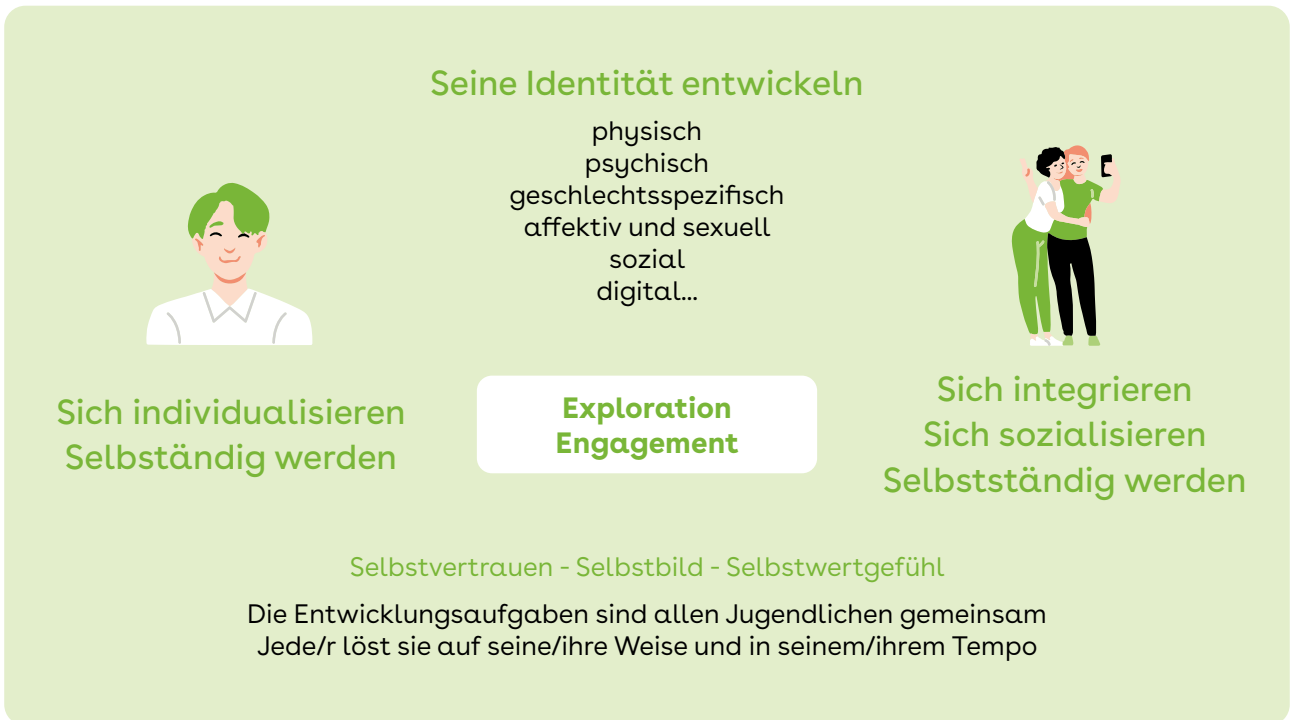 Seine Identität entwickeln
physisch
psychisch
geschlechtsspezifisch
affektiv und sexuell
sozial
digital...
Sich individualisieren
Selbständig werden
Exploration
Engagement
Sich integrieren
Sich sozialisieren
Selbstständig werden
Selbstvertrauen - Selbstbild - Selbstwertgefühl
Die Entwicklungsaufgaben sind allen Jugendlichen gemeinsam
Jede/r löst sie auf seine/ihre Weise und in seinem/ihrem Tempo